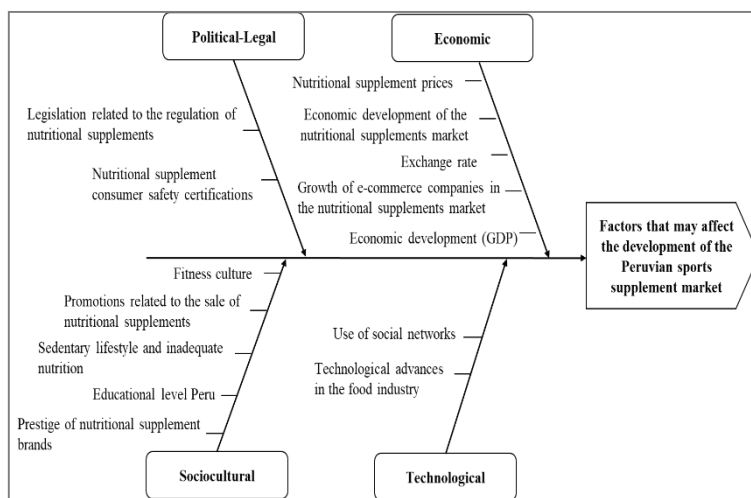 Political-Legal
Economic
Nutritional supplement prices
Legislation related to the regulation of
nutritional supplements
Economic development of the
nutritional supplements market
Exchange rate
Nutritional supplement
consumer safety certifications
Growth of e-commerce companies in
the nutritional supplements market
Economic development (GDP)
Factors that may affect
the development of the
Peruvian sports
supplement market
Fitness culture
Promotions related to the sale of
nutritional supplements
Sedentary lifestyle and inadequate
nutrition
Educational level Peru
Prestige of nutritional supplement
brands
Use of social networks
Technological advances
in the food industry
Sociocultural
Technological